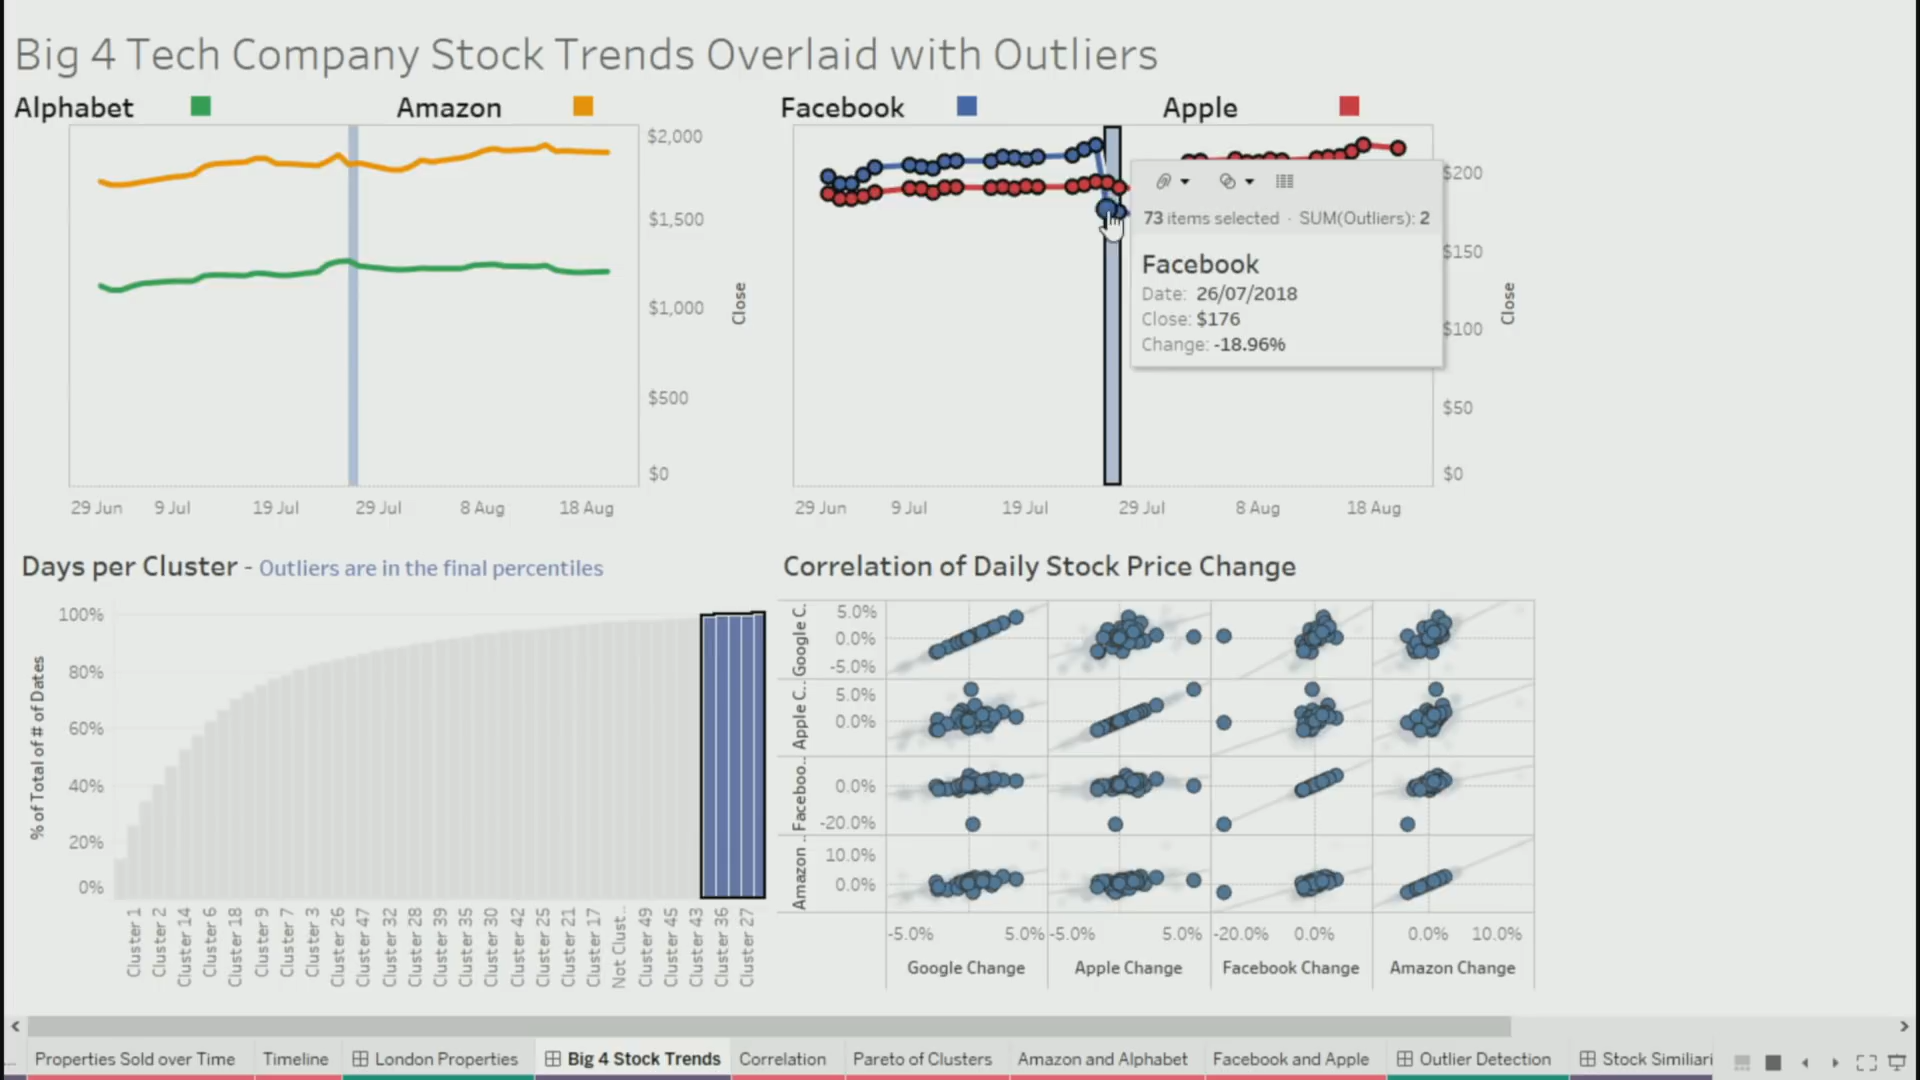 Big 4 Tech Company Stock Trends Overlaid with Outliers
Alphabet
Amazon
Facebook
Apple
$2,000
$1,500
$1,000
$500
$0
Close
29 Jun
9 Jul
19 Jul
29 Jul
8 Aug
18 Aug
73 items selected · SUM(Outliers): 2
Facebook
Date: 26/07/2018
Close: $176
Change: -18.96%
$200
$150
$100
$50
$0
Close
29 Jun
9 Jul
19 Jul
29 Jul
8 Aug
18 Aug
Days per Cluster - Outliers are in the final percentiles
% of Total of # of Dates
100%
80%
60%
40%
20%
0%
Cluster 1
Cluster 2
Cluster 14
Cluster 6
Cluster 18
Cluster 9
Cluster 7
Cluster 3
Cluster 26
Cluster 47
Cluster 32
Cluster 28
Cluster 39
Cluster 35
Cluster 30
Cluster 42
Cluster 25
Cluster 21
Cluster 17
Not Clust...
Cluster 49
Cluster 45
Cluster 43
Cluster 36
Cluster 27
Correlation of Daily Stock Price Change
Google C..
5.0%
0.0%
-5.0%
Apple C..
5.0%
0.0%
Faceboo..
0.0%
-20.0%
Amazon ..
10.0%
0.0%
-5.0%
5.0%
-5.0%
5.0%
-20.0%
0.0%
0.0%
10.0%
Google Change
Apple Change
Facebook Change
Amazon Change
Properties Sold over Time
Timeline
London Properties
Big 4 Stock Trends
Correlation
Pareto of Clusters
Amazon and Alphabet
Facebook and Apple
Outlier Detection
Stock Similiari